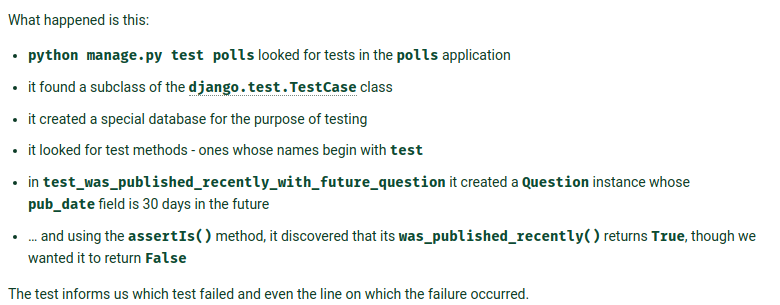 What happened is this:
• python manage.py test polls looked for tests in the polls application
• it found a subclass of the django.test.TestCase class
• it created a special database for the purpose of testing
• it looked for test methods - ones whose names begin with test
• in test_was_published_recently_with_future_question it created a Question instance whose
pub_date field is 30 days in the future
• … and using the assertIs() method, it discovered that its was_published_recently() returns True, though we
wanted it to return False
The test informs us which test failed and even the line on which the failure occurred.